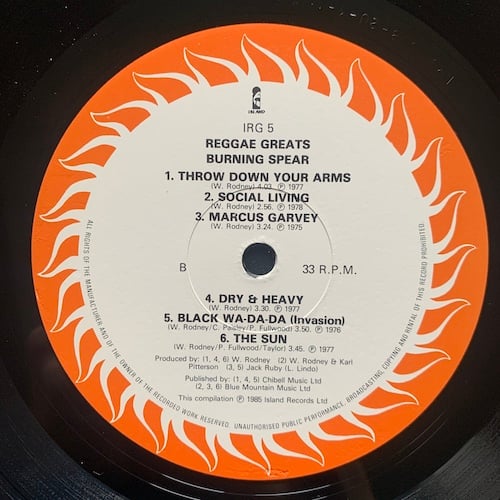 ISLAND
IRG 5
REGGAE GREATS
BURNING SPEAR
1. THROW DOWN YOUR ARMS
(W. Rodney) 4.03. Ⓟ 1977
2. SOCIAL LIVING
(W. Rodney) 2.56. Ⓟ 1978
3. MARCUS GARVEY
(W. Rodney) 3.24. Ⓟ 1975
B
33 R.P.M.
4. DRY & HEAVY
(W. Rodney) 3.30. Ⓟ 1977
5. BLACK WA-DA-DA (Invasion)
(W. Rodney/C. Paisley/P. Fullwood) 3.50. Ⓟ 1976
6. THE SUN
(W. Rodney/P. Fullwood/Taylor) 3.45. Ⓟ 1977
Produced by: (1, 4, 6) W. Rodney (2) W. Rodney & Karl
Pitterson (3, 5) Jack Ruby (L. Lindo)
Published by: (1, 4, 5) Chibell Music Ltd
(2, 3, 6) Blue Mountain Music Ltd
This compilation Ⓟ 1985 Island Records Ltd
ALL RIGHTS OF THE MANUFACTURER AND OF THE OWNER OF THE RECORDED WORK RESERVED. UNAUTHORISED PUBLIC PERFORMANCE, BROADCASTING, COPYING AND RENTAL OF THIS RECORD PROHIBITED.